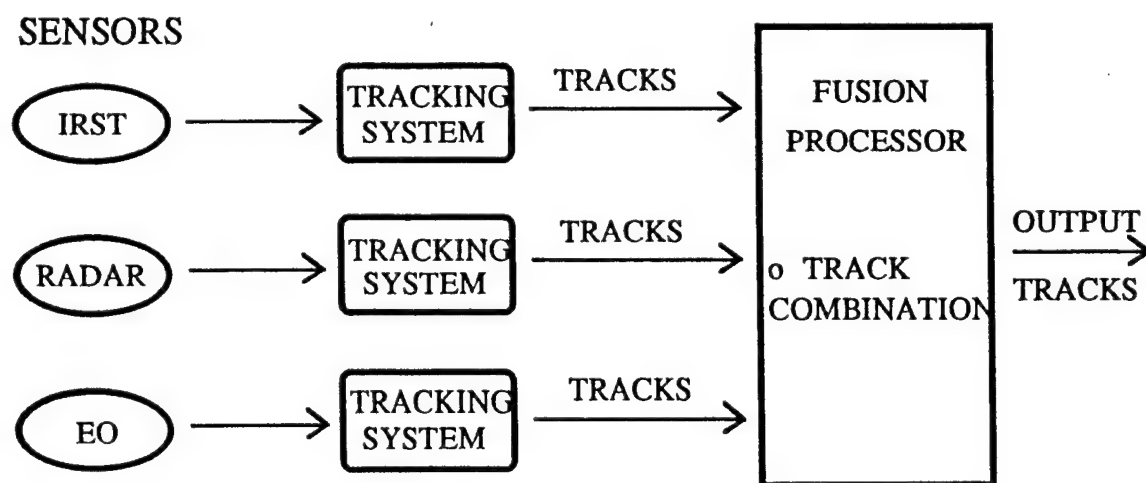 SENSORS
IRST
TRACKING
SYSTEM
TRACKS
RADAR
TRACKING
SYSTEM
TRACKS
EO
TRACKING
SYSTEM
TRACKS
FUSION
PROCESSOR
o TRACK
COMBINATION
OUTPUT
TRACKS